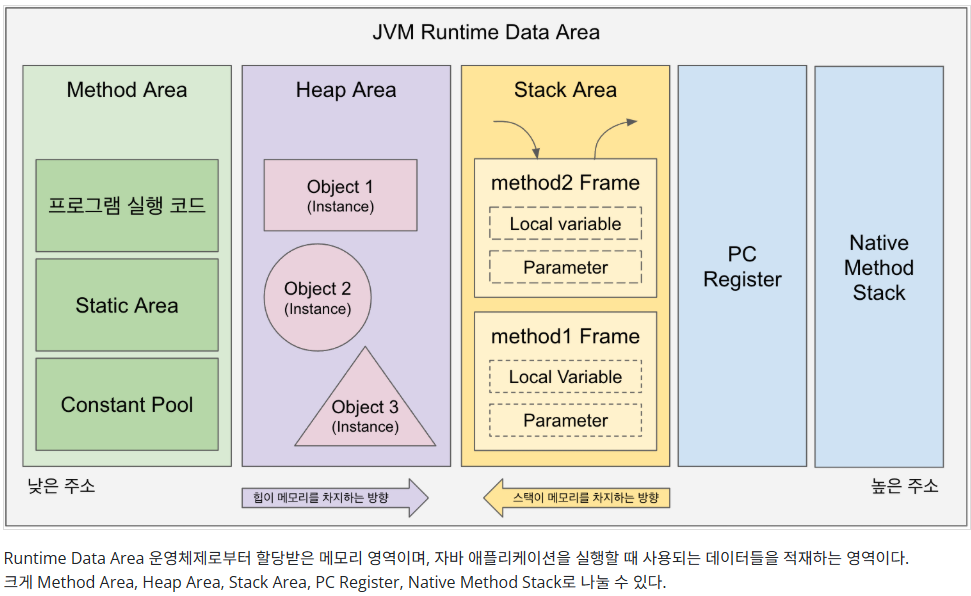 JVM Runtime Data Area
Method Area
프로그램 실행 코드
Static Area
Constant Pool
Heap Area
Object 1
(Instance)
Object 2
(Instance)
Object 3
(Instance)
Stack Area
method2 Frame
Local variable
Parameter
method1 Frame
Local Variable
Parameter
PC
Register
Native
Method
Stack
낮은 주소
힙이 메모리를 차지하는 방향
스택이 메모리를 차지하는 방향
높은 주소
Runtime Data Area 운영체제로부터 할당받은 메모리 영역이며, 자바 애플리케이션을 실행할 때 사용되는 데이터들을 적재하는 영역이다.
크게 Method Area, Heap Area, Stack Area, PC Register, Native Method Stack로 나눌 수 있다.